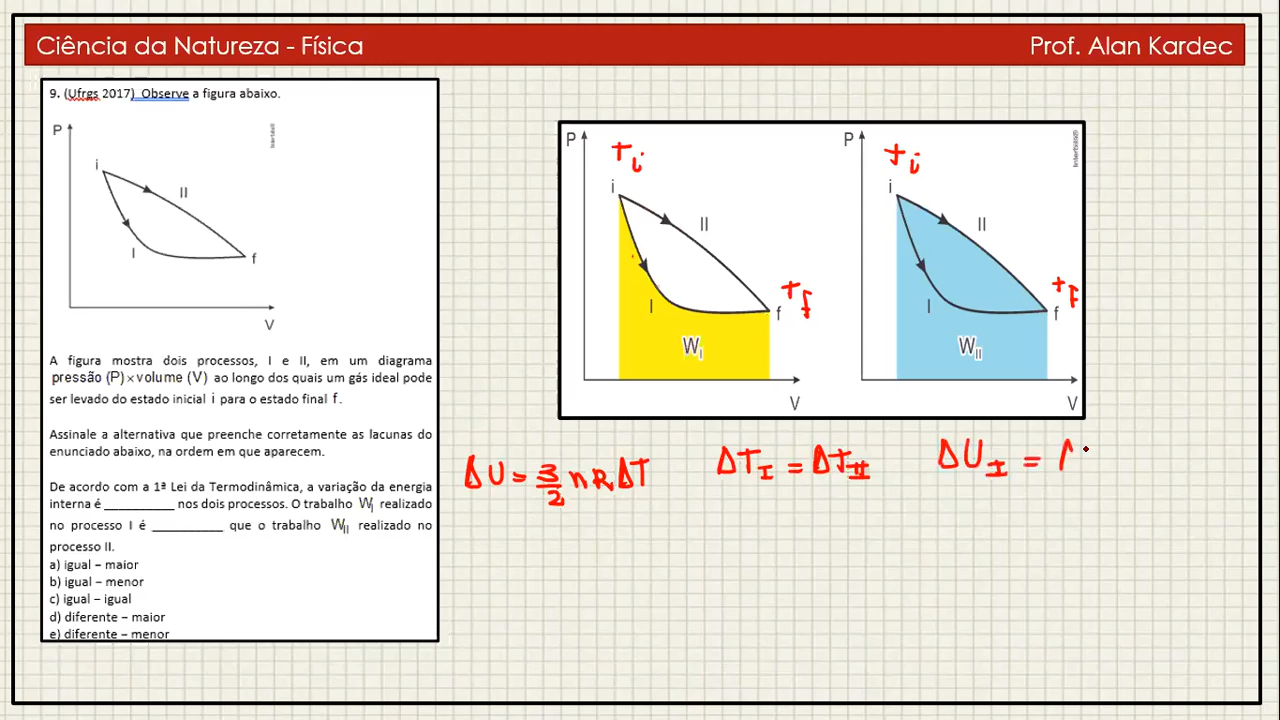 Ciência da Natureza - Física
Prof. Alan Kardec
9. (Ufrgs 2017) Observe a figura abaixo.
P
i
II
I
f
V
A figura mostra dois processos, I e II, em um diagrama
pressão (P)×volume (V) ao longo dos quais um gás ideal pode
ser levado do estado inicial i para o estado final f.
Assinale a alternativa que preenche corretamente as lacunas do
enunciado abaixo, na ordem em que aparecem.
De acordo com a 1ª Lei da Termodinâmica, a variação da energia
interna é __________ nos dois processos. O trabalho W_I realizado
no processo I é __________ que o trabalho W_II realizado no
processo II.
a) igual – maior
b) igual – menor
c) igual – igual
d) diferente – maior
e) diferente – menor
P
Ti
i
II
Tf
I
f
W_I
V
P
Ti
i
II
Tf
I
f
W_II
V
Interbits®
ΔU = 3/2 nRΔT
ΔT_I = ΔT_II
ΔU_I =